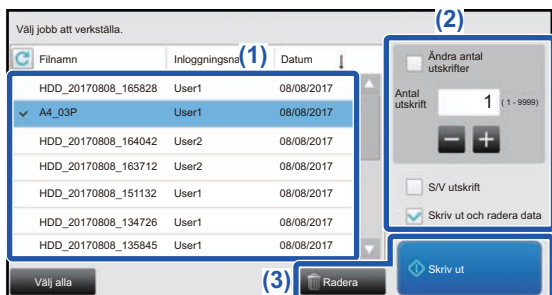 Välj jobb att verkställa.
(2)
Filnamn Inloggningsna (1) Datum
HDD_20170808_165828 User1 08/08/2017
A4_03P User1 08/08/2017
HDD_20170808_164042 User2 08/08/2017
HDD_20170808_163712 User2 08/08/2017
HDD_20170808_151132 User1 08/08/2017
HDD_20170808_134726 User1 08/08/2017
HDD_20170808_135845 User1 08/08/2017
Ändra antal
utskrifter
Antal
utskrift 1 (1 - 9999)
S/V utskrift
Skriv ut och radera data
Välj alla
(3)
Radera
Skriv ut